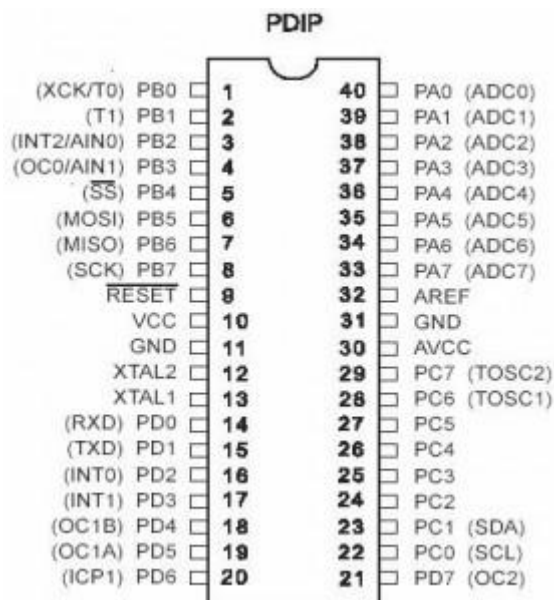 PDIP
(XCK/T0) PB0 1 40 PA0 (ADC0)
(T1) PB1 2 39 PA1 (ADC1)
(INT2/AIN0) PB2 3 38 PA2 (ADC2)
(OC0/AIN1) PB3 4 37 PA3 (ADC3)
(SS) PB4 5 36 PA4 (ADC4)
(MOSI) PB5 6 35 PA5 (ADC5)
(MISO) PB6 7 34 PA6 (ADC6)
(SCK) PB7 8 33 PA7 (ADC7)
RESET 9 32 AREF
VCC 10 31 GND
GND 11 30 AVCC
XTAL2 12 29 PC7 (TOSC2)
XTAL1 13 28 PC6 (TOSC1)
(RXD) PD0 14 27 PC5
(TXD) PD1 15 26 PC4
(INT0) PD2 16 25 PC3
(INT1) PD3 17 24 PC2
(OC1B) PD4 18 23 PC1 (SDA)
(OC1A) PD5 19 22 PC0 (SCL)
(ICP1) PD6 20 21 PD7 (OC2)